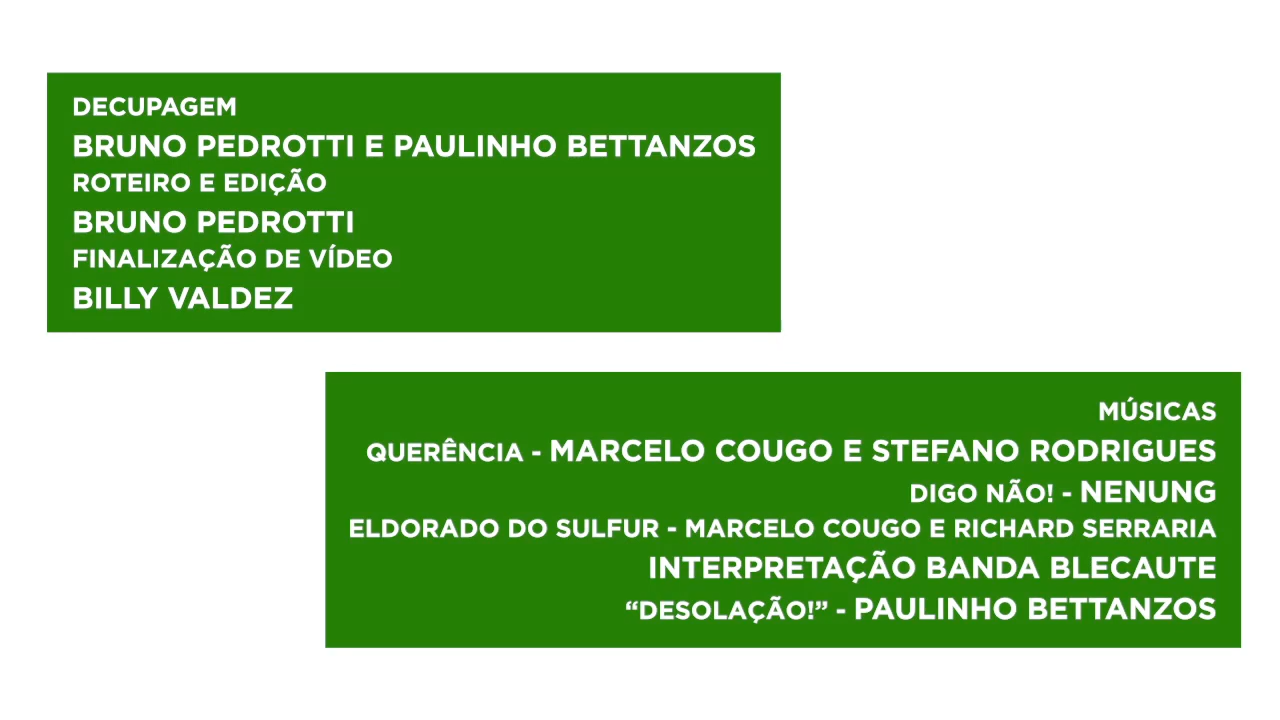 DECUPAGEM
BRUNO PEDROTTI E PAULINHO BETTANZOS
ROTEIRO E EDIÇÃO
BRUNO PEDROTTI
FINALIZAÇÃO DE VÍDEO
BILLY VALDEZ
MÚSICAS
QUERÊNCIA - MARCELO COUGO E STEFANO RODRIGUES
DIGO NÃO! - NENUNG
ELDORADO DO SULFUR - MARCELO COUGO E RICHARD SERRARIA
INTERPRETAÇÃO BANDA BLECAUTE
“DESOLAÇÃO!” - PAULINHO BETTANZOS